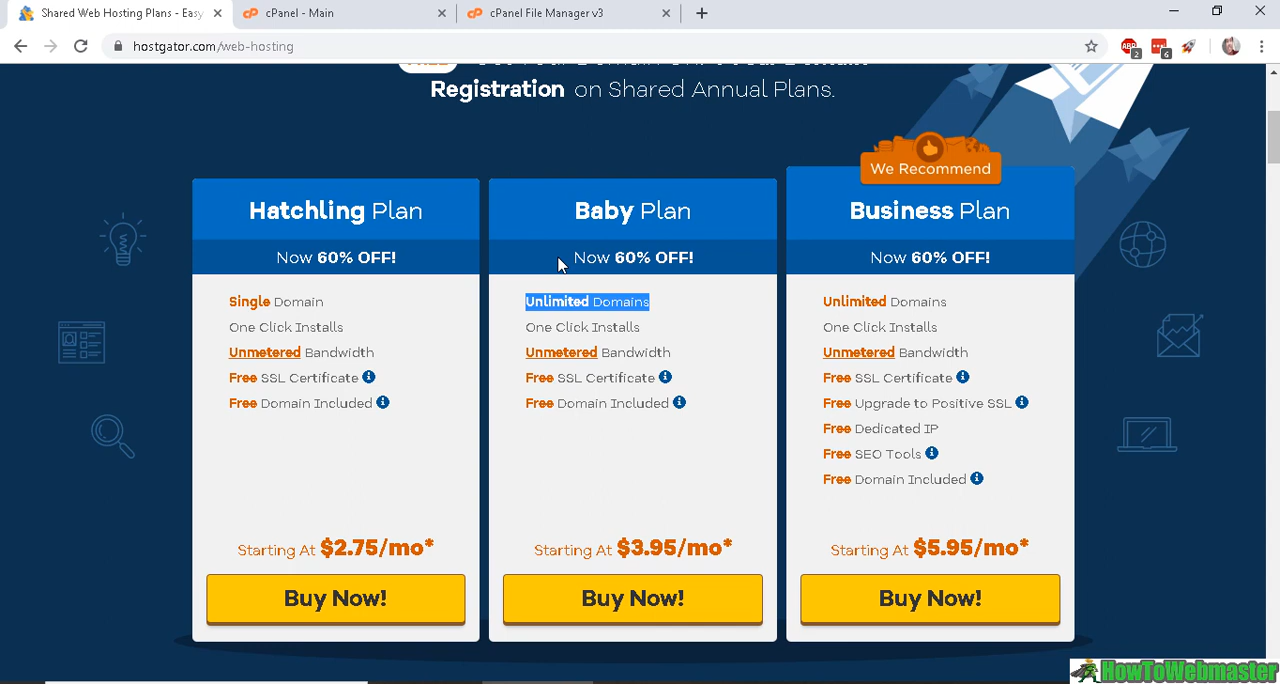 Shared Web Hosting Plans - Easy
cPanel - Main
cPanel File Manager v3
hostgator.com/web-hosting
ABP
2
6
Registration on Shared Annual Plans.
We Recommend
Hatchling Plan
Now 60% OFF!
Single Domain
One Click Installs
Unmetered Bandwidth
Free SSL Certificate
Free Domain Included
Starting At $2.75/mo*
Buy Now!
Baby Plan
Now 60% OFF!
Unlimited Domains
One Click Installs
Unmetered Bandwidth
Free SSL Certificate
Free Domain Included
Starting At $3.95/mo*
Buy Now!
Business Plan
Now 60% OFF!
Unlimited Domains
One Click Installs
Unmetered Bandwidth
Free SSL Certificate
Free Upgrade to Positive SSL
Free Dedicated IP
Free SEO Tools
Free Domain Included
Starting At $5.95/mo*
Buy Now!
HowToWebmaster